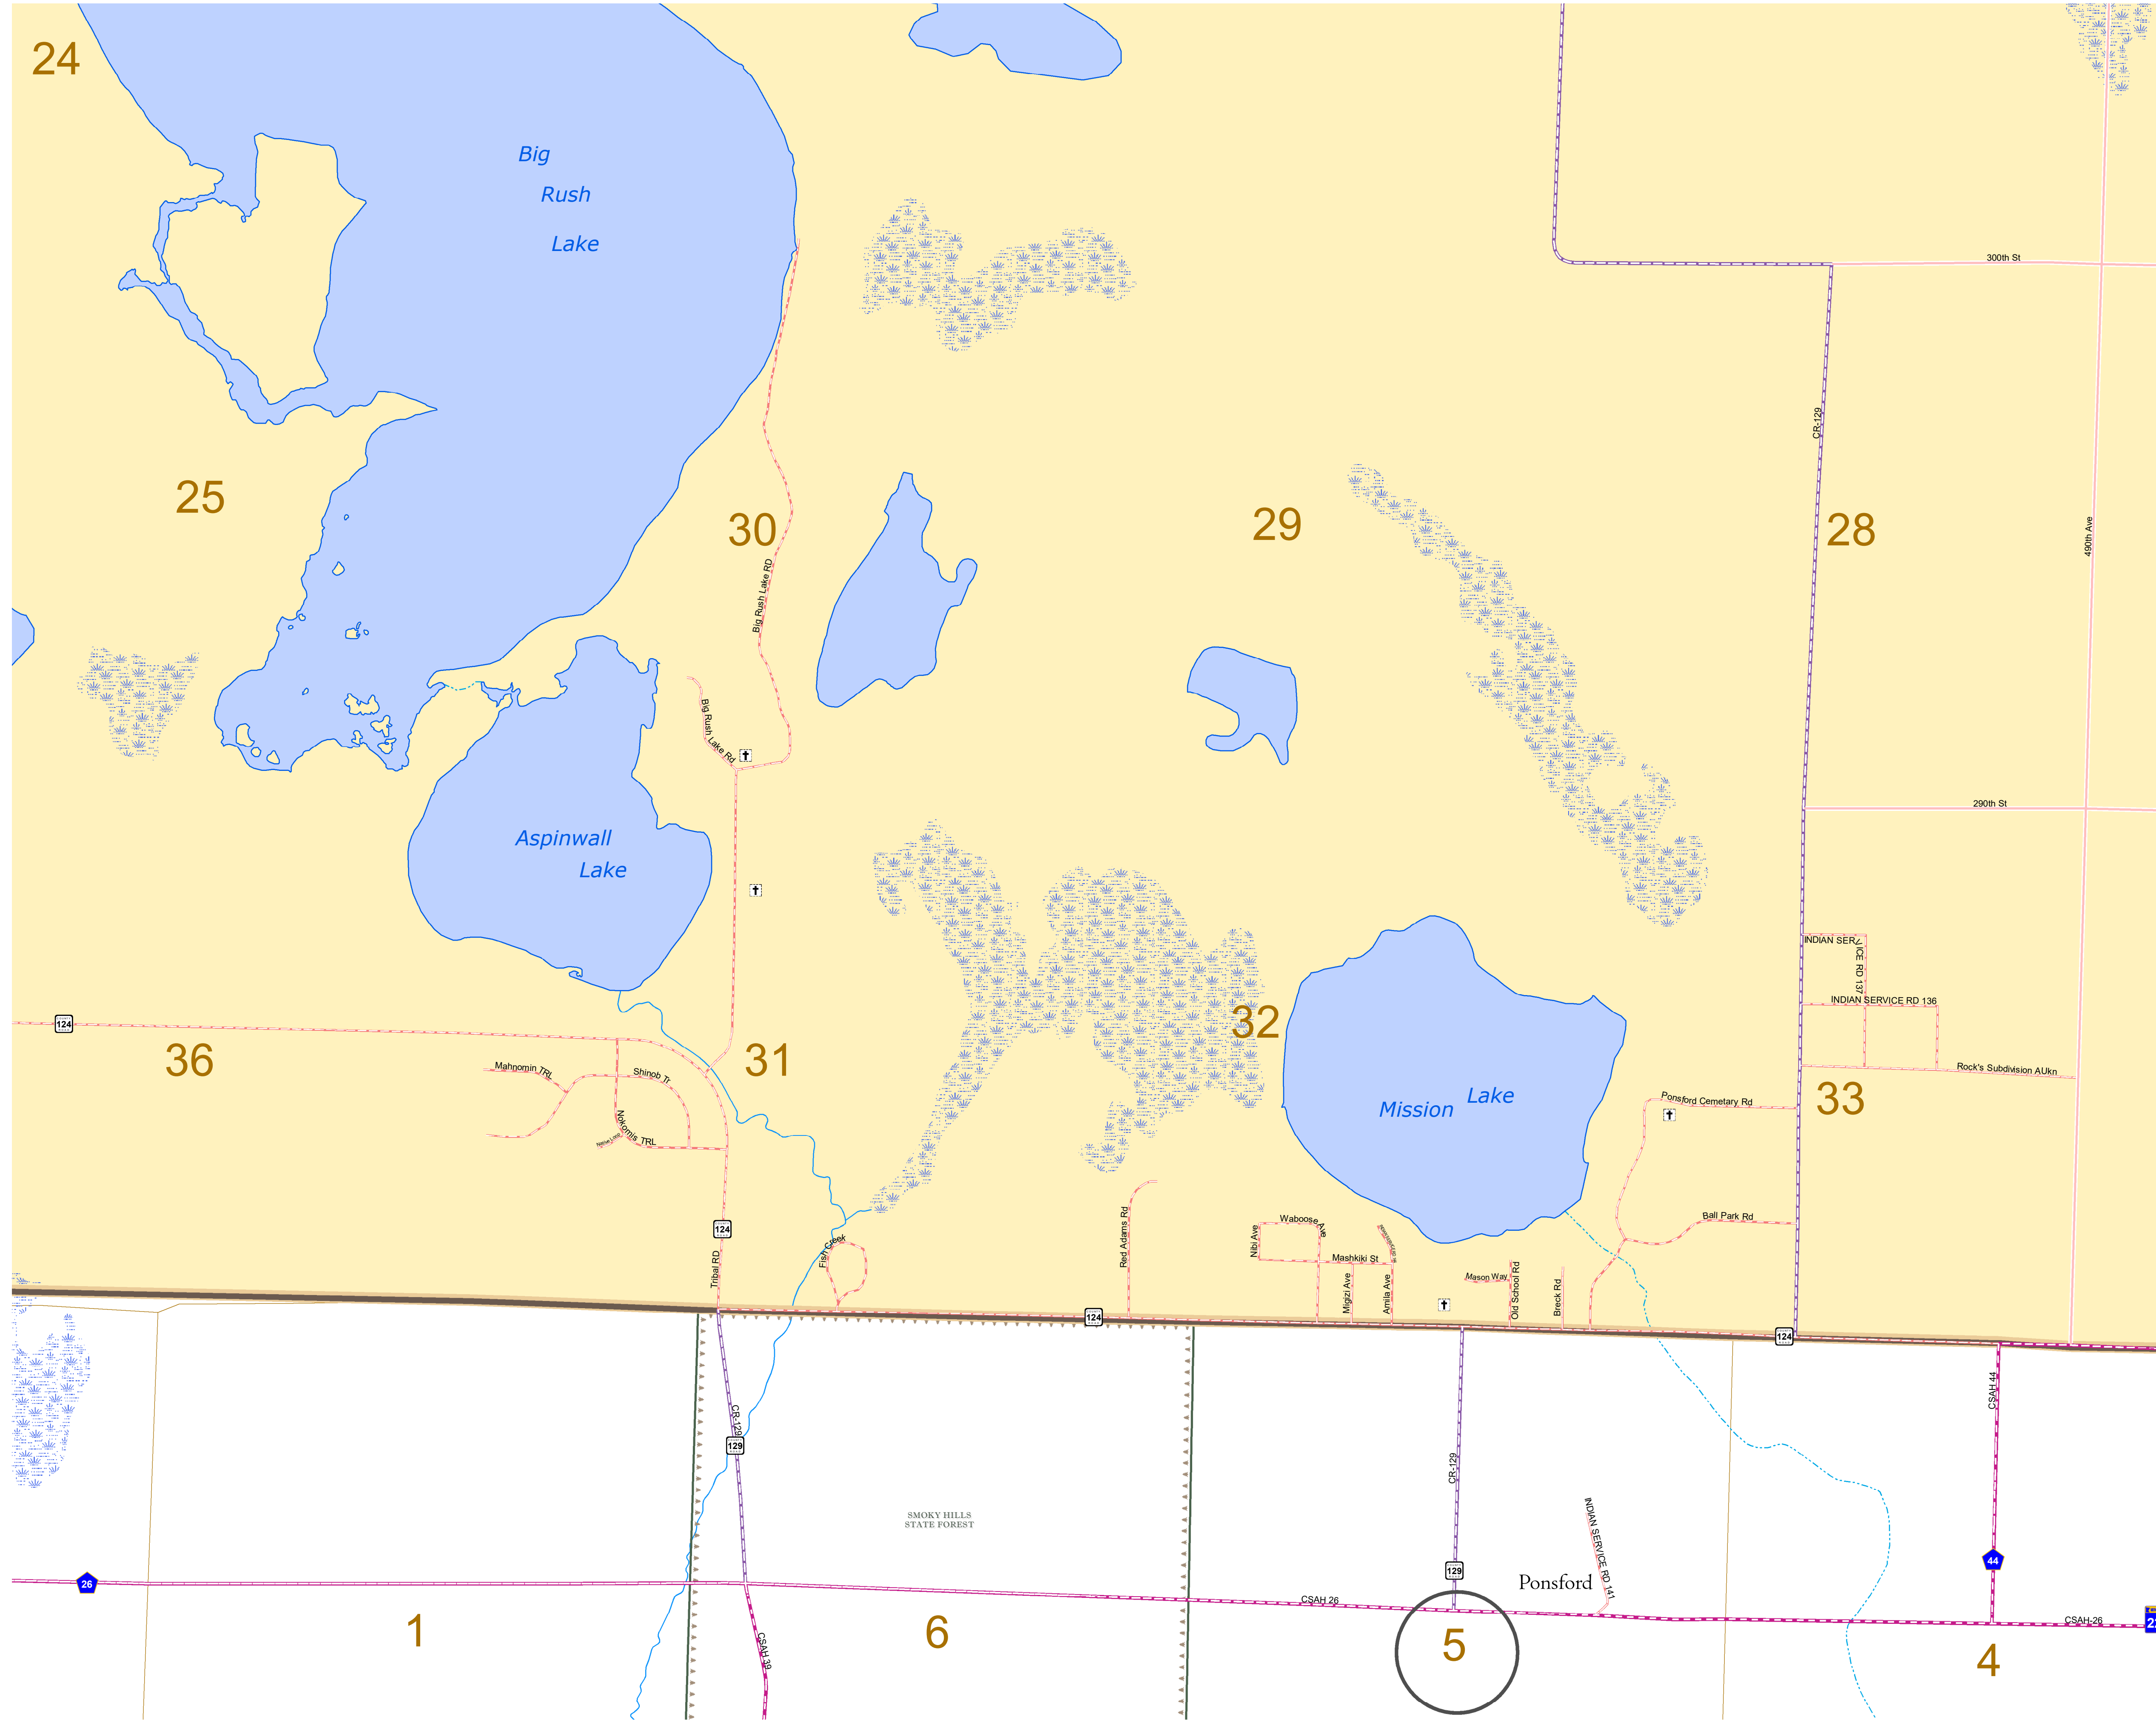 24
Big
Rush
Lake
300th St
CR-129
25
30
29
28
490th Ave
Big Rush Lake RD
Big Rush Lake Rd
290th St
Aspinwall
Lake
INDIAN SERVICE RD 137
INDIAN SERVICE RD 136
124
36
31
32
33
Mahnomin TRL
Shinob Tr
Nokomis TRL
Rock's Subdivision AUkn
Mission Lake
Ponsford Cemetary Rd
124
Tribal RD
Fish Creek
Red Adams Rd
Nibi Ave
Waboose Ave
Mashkiki St
Migizi Ave
Amila Ave
Mason Way
Old School Rd
Breck Rd
Ball Park Rd
124
124
CR-129
129
CR-129
CSAH 44
SMOKY HILLS
STATE FOREST
INDIAN SERVICE RD 141
129
44
26
Ponsford
CSAH 26
CSAH-26
1
CSAH 39
6
5
4